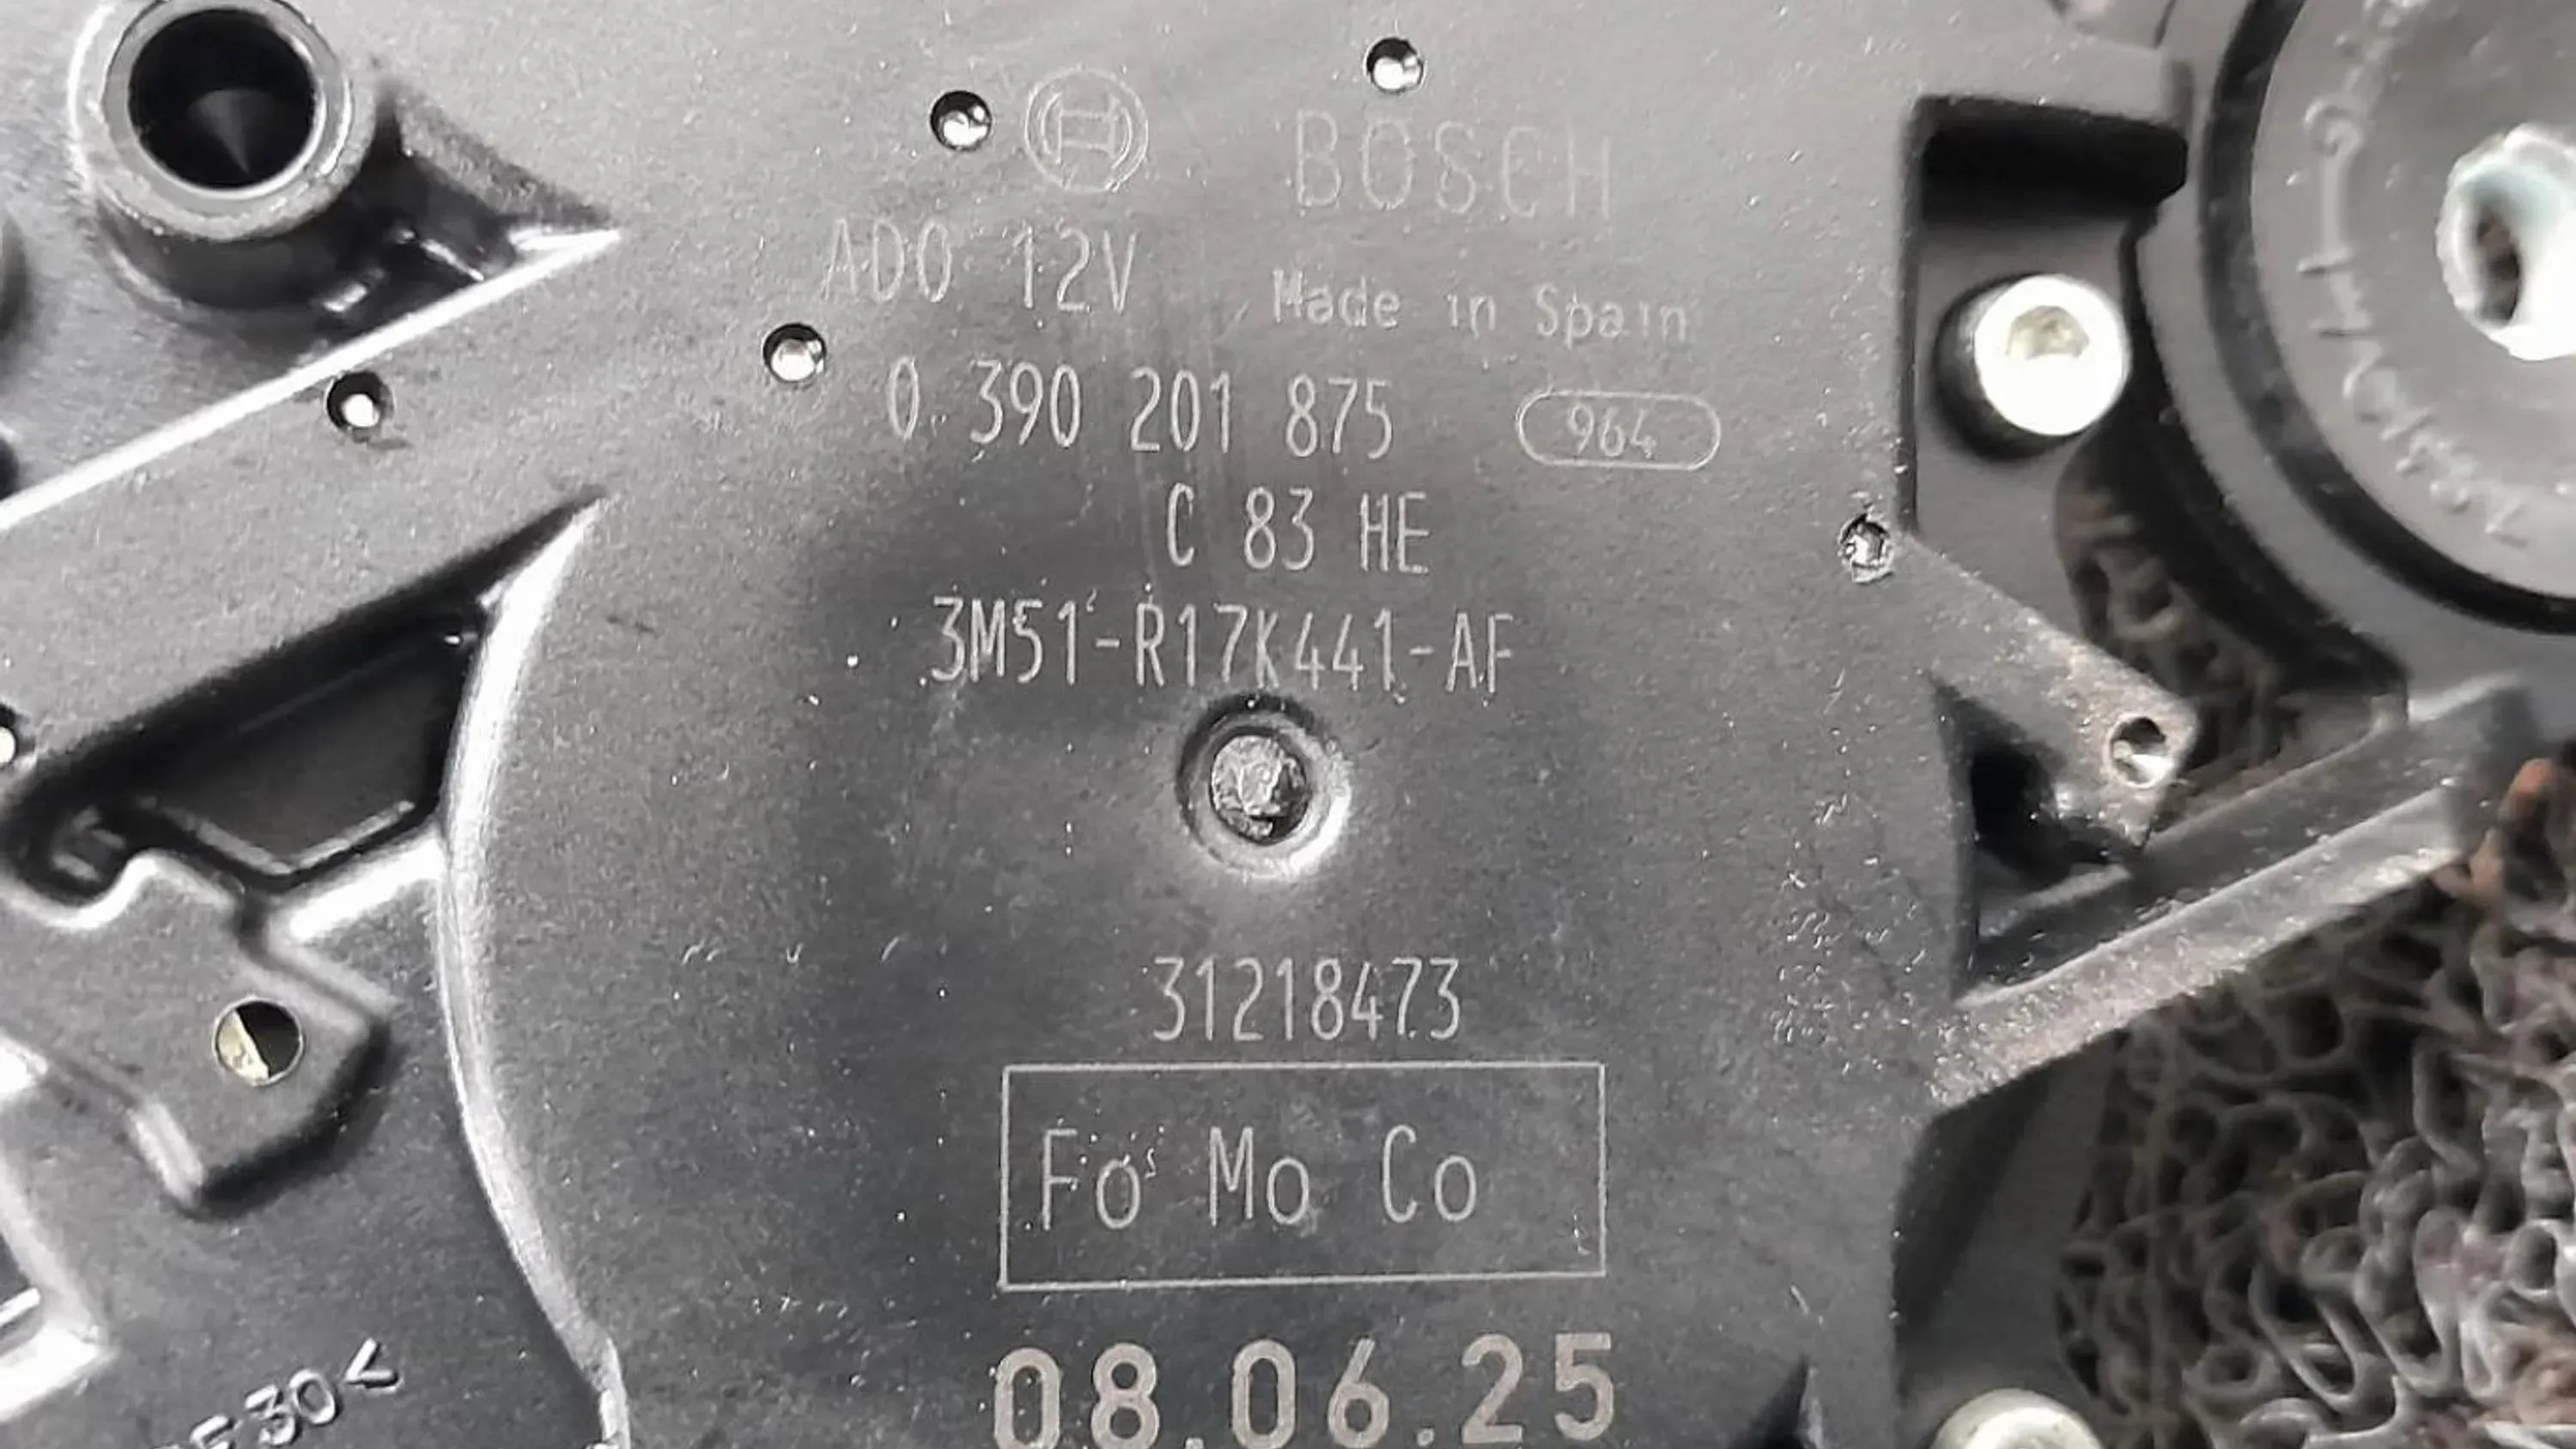 BOSCH
ADO 12V
Made in Spain
0 390 201 875
964
C 83 HE
3M51-R17K441-AF
31218473
Fo Mo Co
08.06.25
F30<